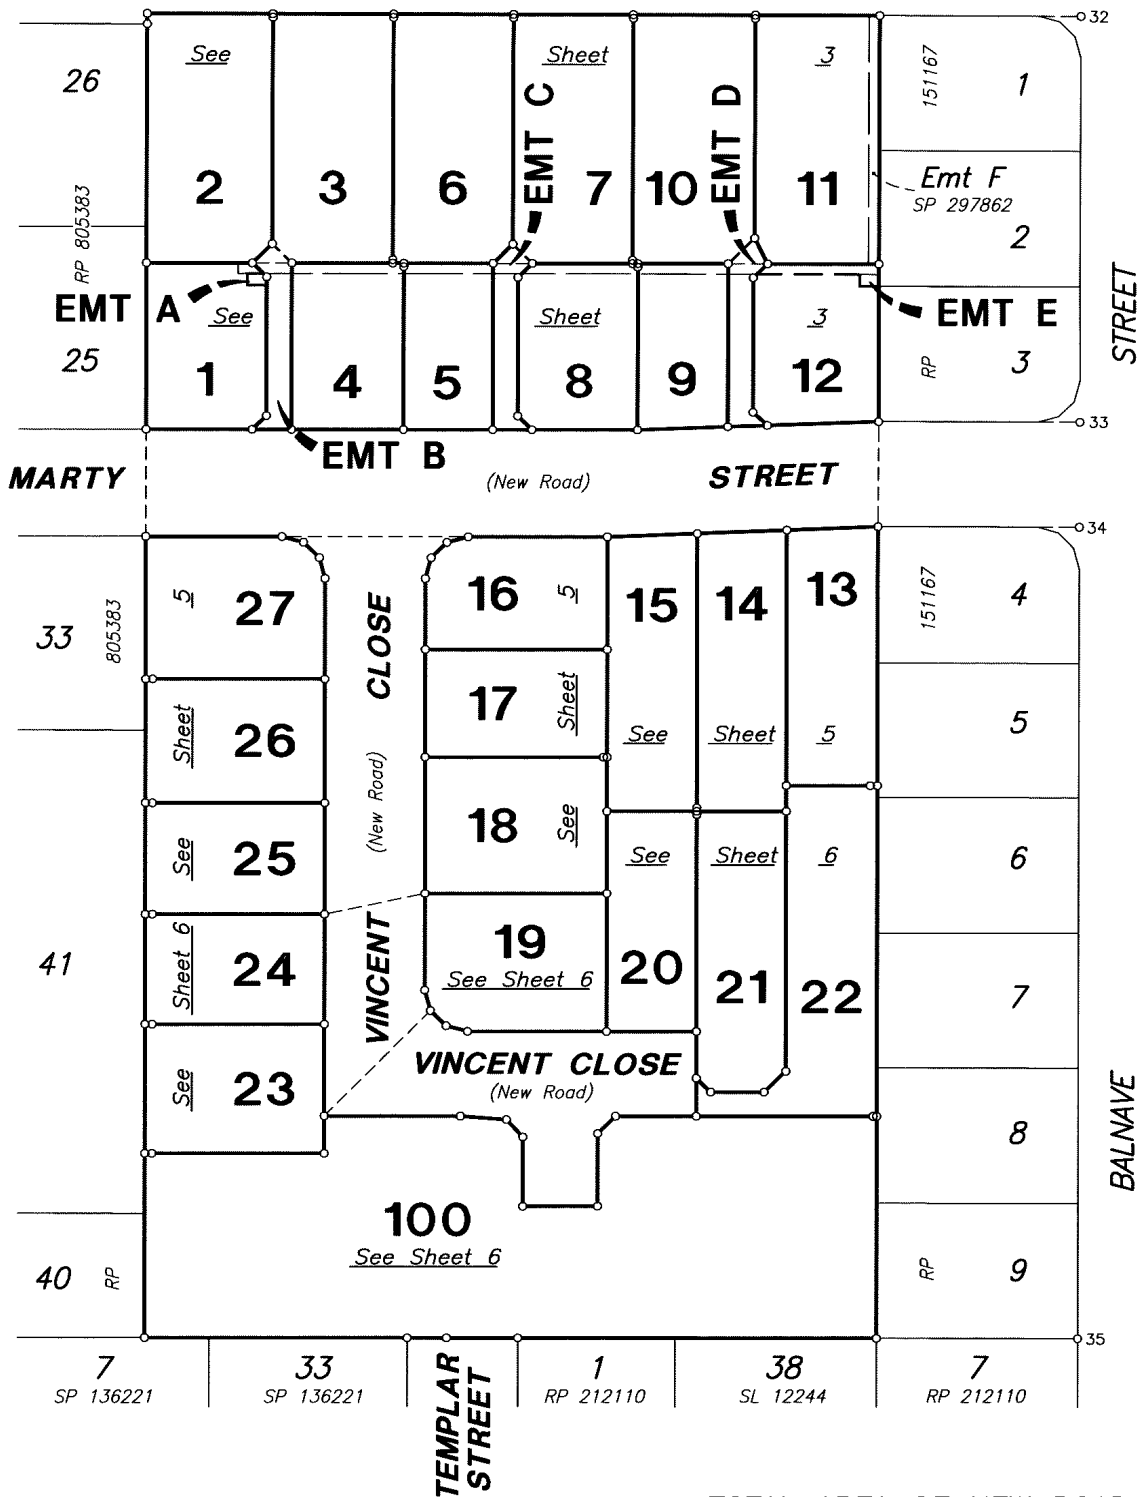 32
26
See
Sheet
3
151167
1
EMT C
EMT D
2
3
6
7
10
11
Emt F
SP 297862
RP 805383
2
EMT A
See
Sheet
3
EMT E
STREET
25
1
4
5
8
9
12
RP
3
33
EMT B
MARTY
(New Road)
STREET
34
33
805383
5
27
CLOSE
16
5
15
14
13
151167
4
17
Sheet
Sheet
26
See
Sheet
5
5
(New Road)
18
See
See
25
See
Sheet
6
6
41
Sheet 6
24
VINCENT
19
See Sheet 6
20
21
22
7
See
23
VINCENT CLOSE
(New Road)
8
BALNAVE
100
See Sheet 6
40
RP
RP
9
35
7
SP 136221
33
SP 136221
TEMPLAR
STREET
1
RP 212110
38
SL 12244
7
RP 212110